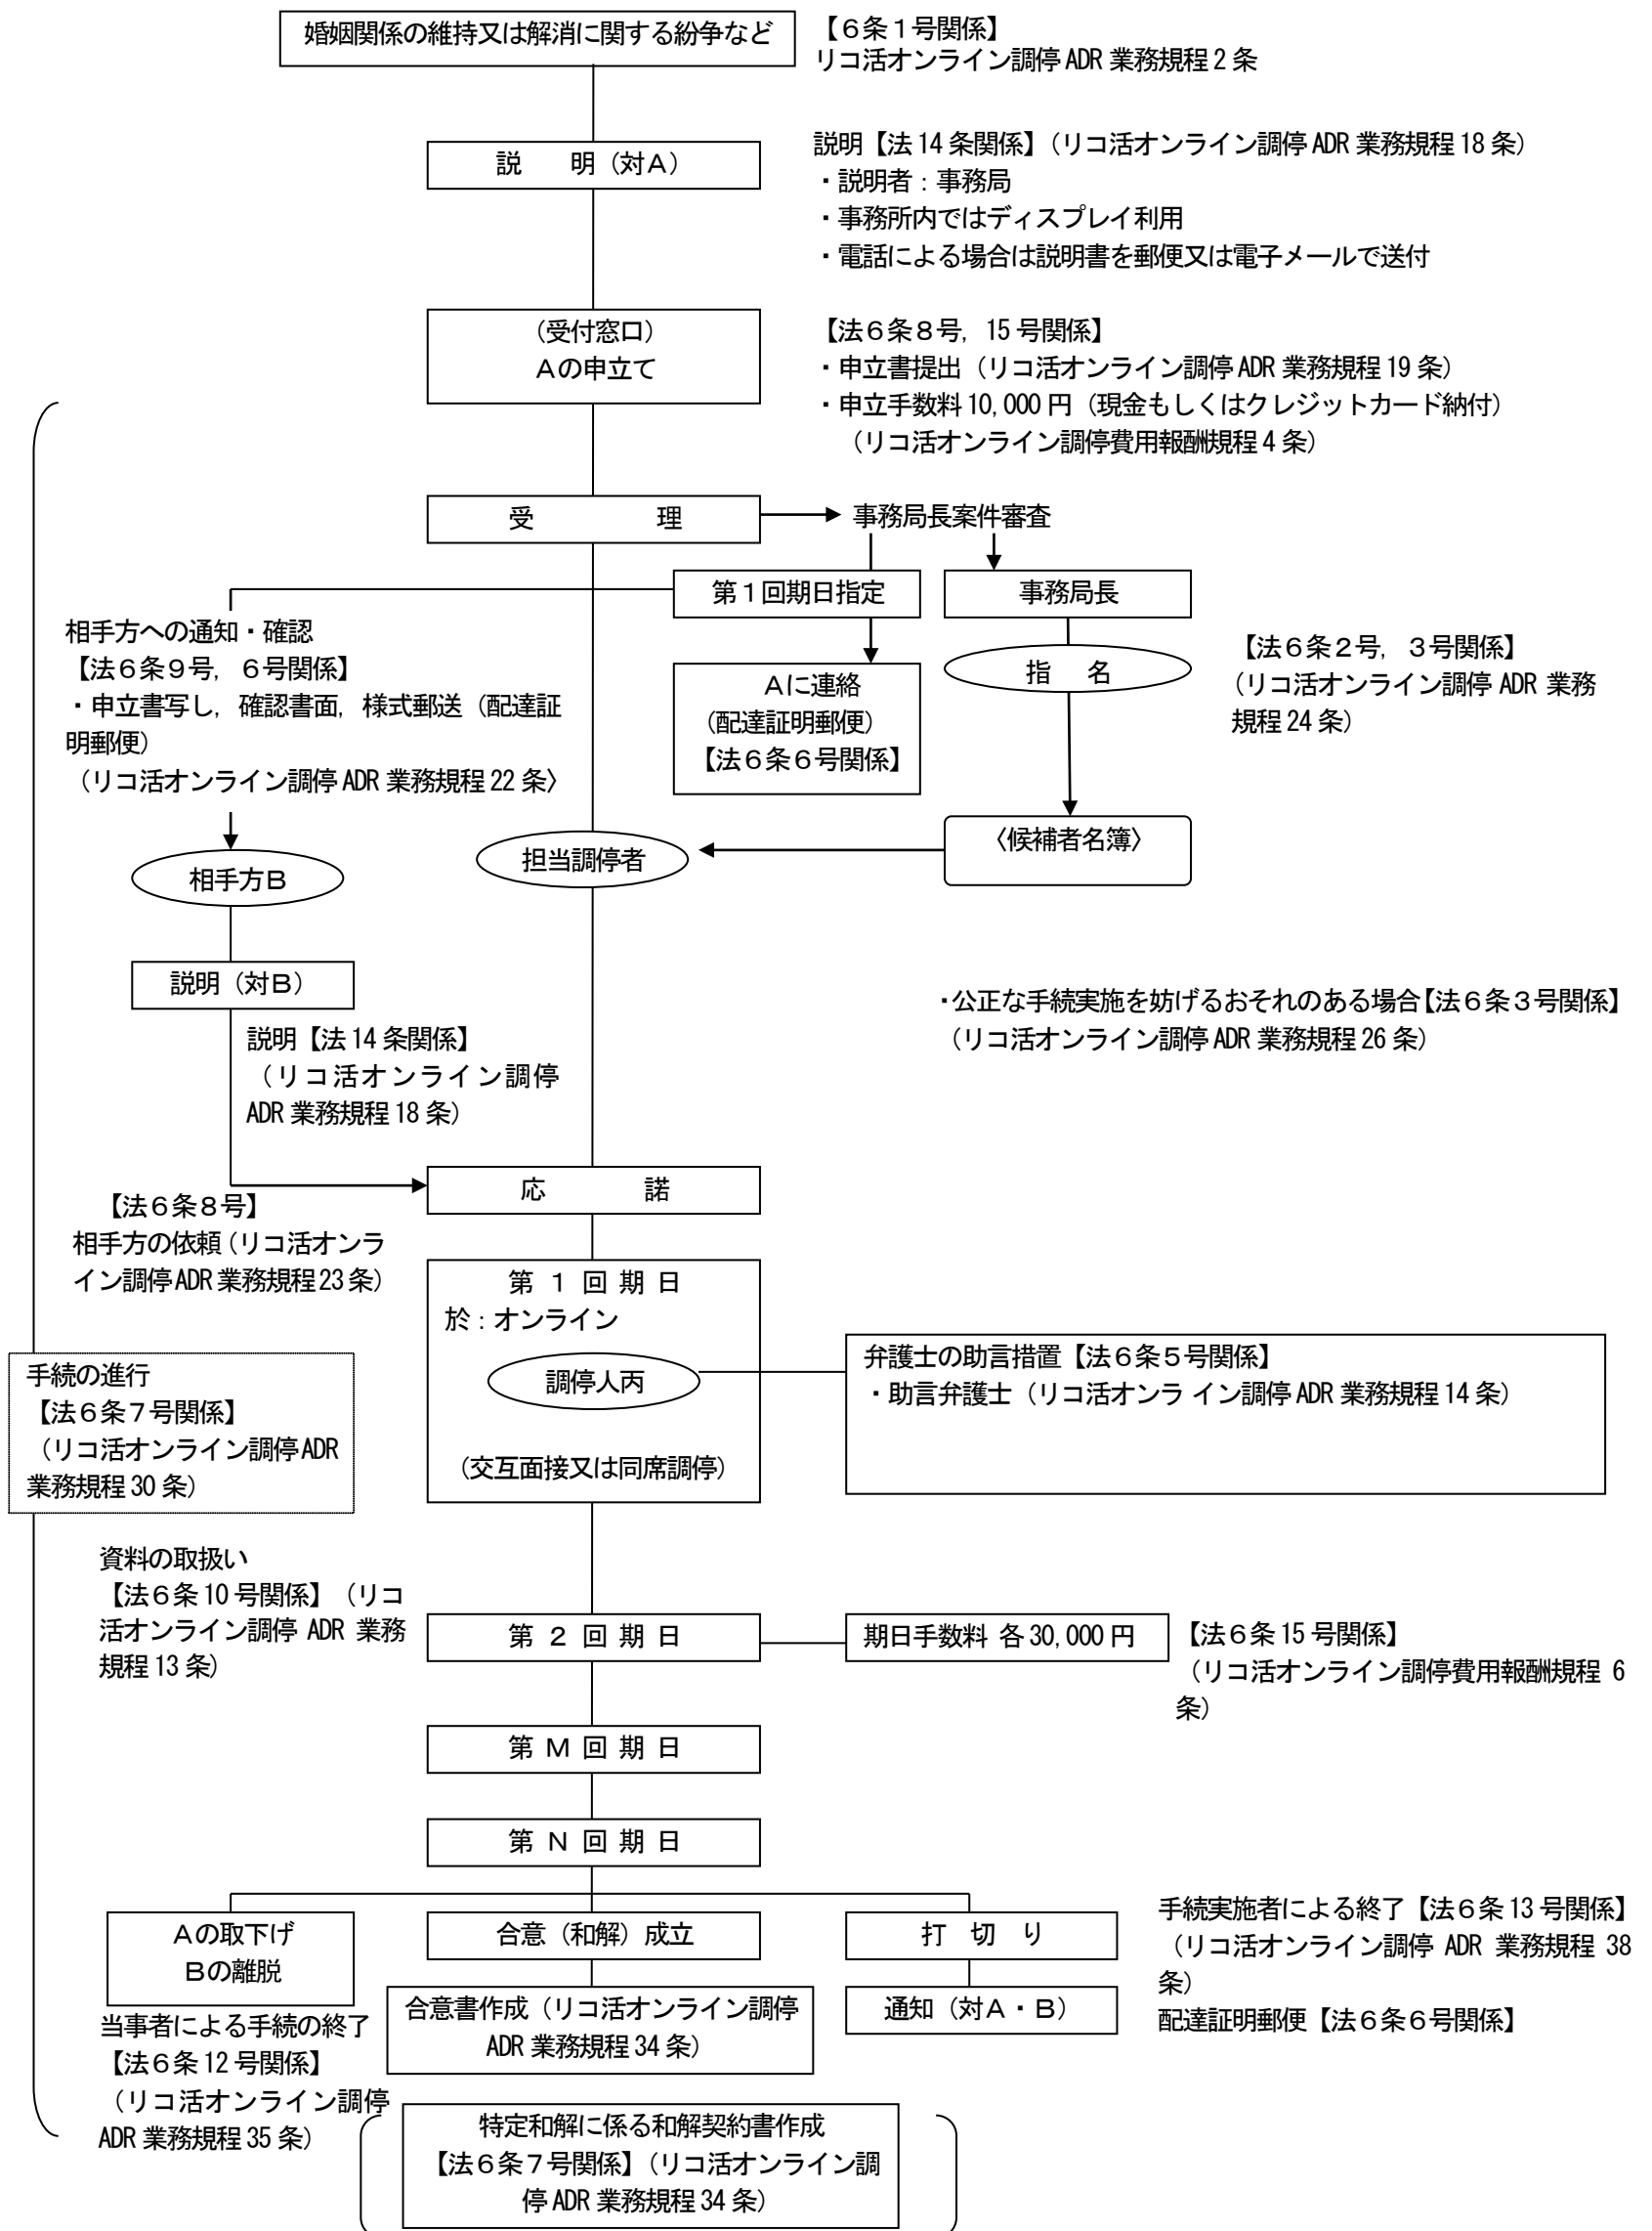 婚姻関係の維持又は解消に関する紛争など
【６条１号関係】
リコ活オンライン調停 ADR 業務規程 2 条
説　　明（対Ａ）
説明【法 14 条関係】（リコ活オンライン調停 ADR 業務規程 18 条）
・説明者：事務局
・事務所内ではディスプレイ利用
・電話による場合は説明書を郵便又は電子メールで送付
（受付窓口）
Ａの申立て
【法６条８号，15 号関係】
・申立書提出（リコ活オンライン調停 ADR 業務規程 19 条）
・申立手数料 10,000 円（現金もしくはクレジットカード納付）
（リコ活オンライン調停費用報酬規程 4 条）
受　　　　　理
事務局長案件審査
第１回期日指定
事務局長
相手方への通知・確認
【法６条９号，６号関係】
・申立書写し，確認書面，様式郵送（配達証
明郵便）
（リコ活オンライン調停 ADR 業務規程 22 条〉
Ａに連絡
（配達証明郵便）
【法６条６号関係】
指　名
【法６条２号，３号関係】
（リコ活オンライン調停 ADR 業務
規程 24 条）
〈候補者名簿〉
担当調停者
相手方Ｂ
説明（対Ｂ）
説明【法 14 条関係】
（リコ活オンライン調停
ADR 業務規程 18 条）
・公正な手続実施を妨げるおそれのある場合【法６条３号関係】
（リコ活オンライン調停 ADR 業務規程 26 条）
応　　　　諾
【法６条８号】
相手方の依頼（リコ活オンラ
イン調停 ADR 業務規程 23 条）
第 １ 回 期 日
於：オンライン
調停人丙
（交互面接又は同席調停）
弁護士の助言措置【法６条５号関係】
・助言弁護士（リコ活オンラ イン調停 ADR 業務規程 14 条）
手続の進行
【法６条７号関係】
（リコ活オンライン調停 ADR
業務規程 30 条）
資料の取扱い
【法６条 10 号関係】（リコ
活オンライン調停 ADR 業務
規程 13 条）
第 ２ 回 期 日
期日手数料 各 30,000 円
【法６条 15 号関係】
（リコ活オンライン調停費用報酬規程 6
条）
第 Ｍ 回 期 日
第 Ｎ 回 期 日
Ａの取下げ
Ｂの離脱
当事者による手続の終了
【法６条 12 号関係】
（リコ活オンライン調停
ADR 業務規程 35 条）
合意（和解）成立
合意書作成（リコ活オンライン調停
ADR 業務規程 34 条）
打　切　り
通知（対Ａ・Ｂ）
手続実施者による終了【法６条 13 号関係】
（リコ活オンライン調停 ADR 業務規程 38
条）
配達証明郵便【法６条６号関係】
特定和解に係る和解契約書作成
【法６条７号関係】（リコ活オンライン調
停 ADR 業務規程 34 条）